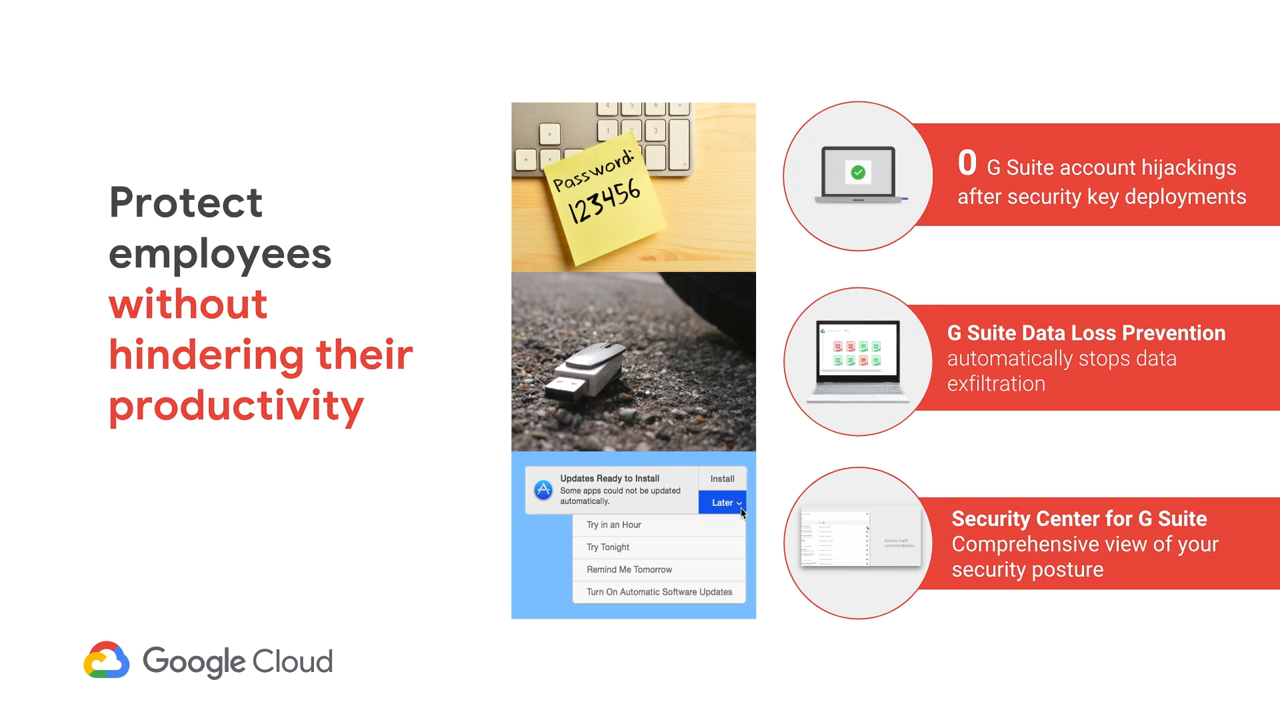 Protect
employees
without
hindering their
productivity
Password:
123456
Updates Ready to Install
Some apps could not be updated
automatically.
Install
Later
Try in an Hour
Try Tonight
Remind Me Tomorrow
Turn On Automatic Software Updates
0 G Suite account hijackings
after security key deployments
G Suite Data Loss Prevention
automatically stops data
exfiltration
Security Center for G Suite
Comprehensive view of your
security posture
Google Cloud